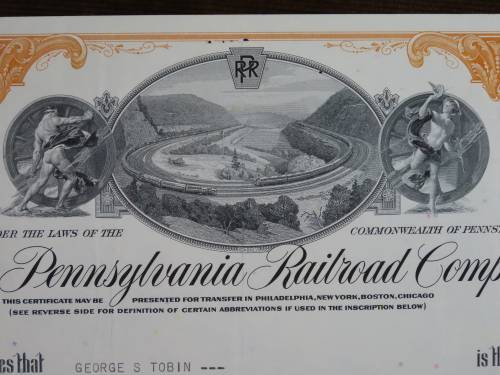 PRR
DER THE LAWS OF THE COMMONWEALTH OF PENNSY
Pennsylvania Railroad Comp
THIS CERTIFICATE MAY BE PRESENTED FOR TRANSFER IN PHILADELPHIA, NEW YORK, BOSTON, CHICAGO
(SEE REVERSE SIDE FOR DEFINITION OF CERTAIN ABBREVIATIONS IF USED IN THE INSCRIPTION BELOW)
es that GEORGE S TOBIN --- is th